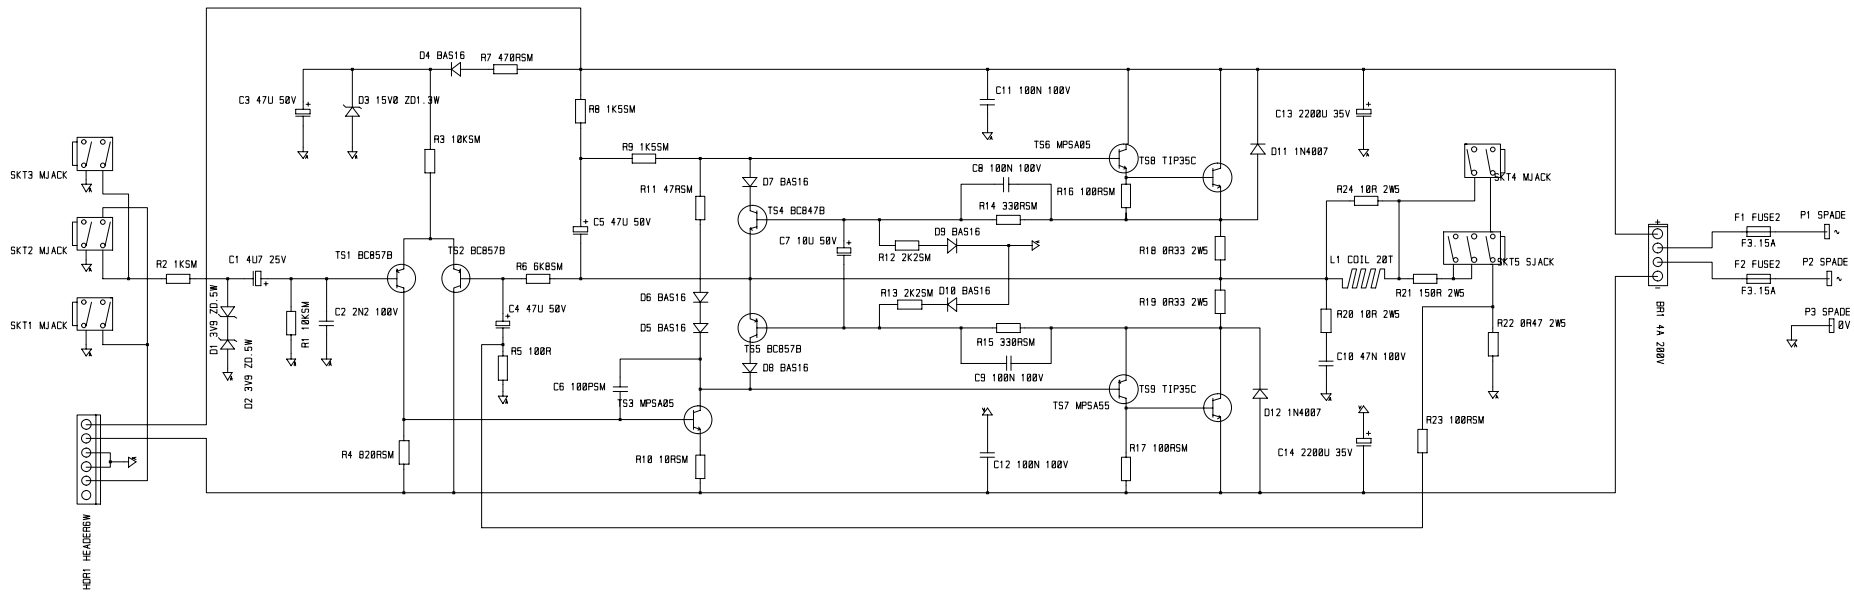 D4 BAS16
R7 470RSM
C3 47U 50V
D3 15V0 ZD1.3W
R8 1K5SM
C11 100N 100V
C13 2200U 35V
R3 10KSM
R9 1K5SM
TS6 MPSA05
TS8 TIP35C
D11 1N4007
SKT3 MJACK
D7 BAS16
C8 100N 100V
SKT4 MJACK
R11 47RSM
R16 100RSM
R24 10R 2W5
TS4 BC847B
R14 330RSM
C5 47U 50V
P1 SPADE
F1 FUSE2
F3.15A
D9 BAS16
C7 10U 50V
SKT2 MJACK
TS1 BC857B
TS2 BC857B
R12 2K2SM
R18 0R33 2W5
R2 1KSM
C1 4U7 25V
R6 6K8SM
L1 COIL 20T
SKT5 SJACK
P2 SPADE
F2 FUSE2
F3.15A
R21 150R 2W5
D6 BAS16
R13 2K2SM
D10 BAS16
R19 0R33 2W5
C4 47U 50V
C2 2N2 100V
D1 3V9 ZD.5W
R1 10KSM
D5 BAS16
R20 10R 2W5
R22 0R47 2W5
P3 SPADE
0V
BR1 4A 200V
SKT1 MJACK
TS5 BC857B
R5 100R
R15 330RSM
C10 47N 100V
D2 3V9 ZD.5W
D8 BAS16
C9 100N 100V
C6 100PSM
TS3 MPSA05
TS7 MPSA55
TS9 TIP35C
D12 1N4007
R23 100RSM
R4 820RSM
R10 10RSM
C12 100N 100V
R17 100RSM
C14 2200U 35V
HDR1 HEADER6W